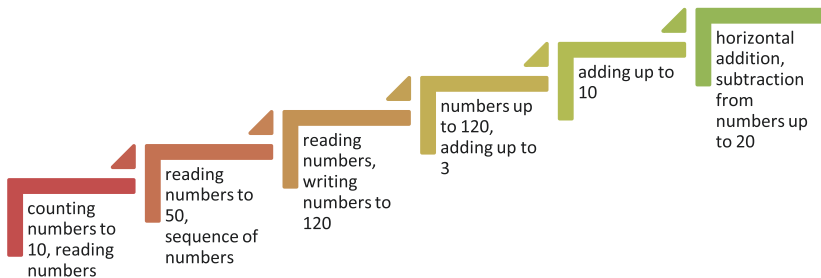 counting
numbers to
10, reading
numbers
reading
numbers to
50,
sequence of
numbers
reading
numbers,
writing
numbers to
120
numbers up
to 120,
adding up to
3
adding up to
10
horizontal
addition,
subtraction
from
numbers up
to 20